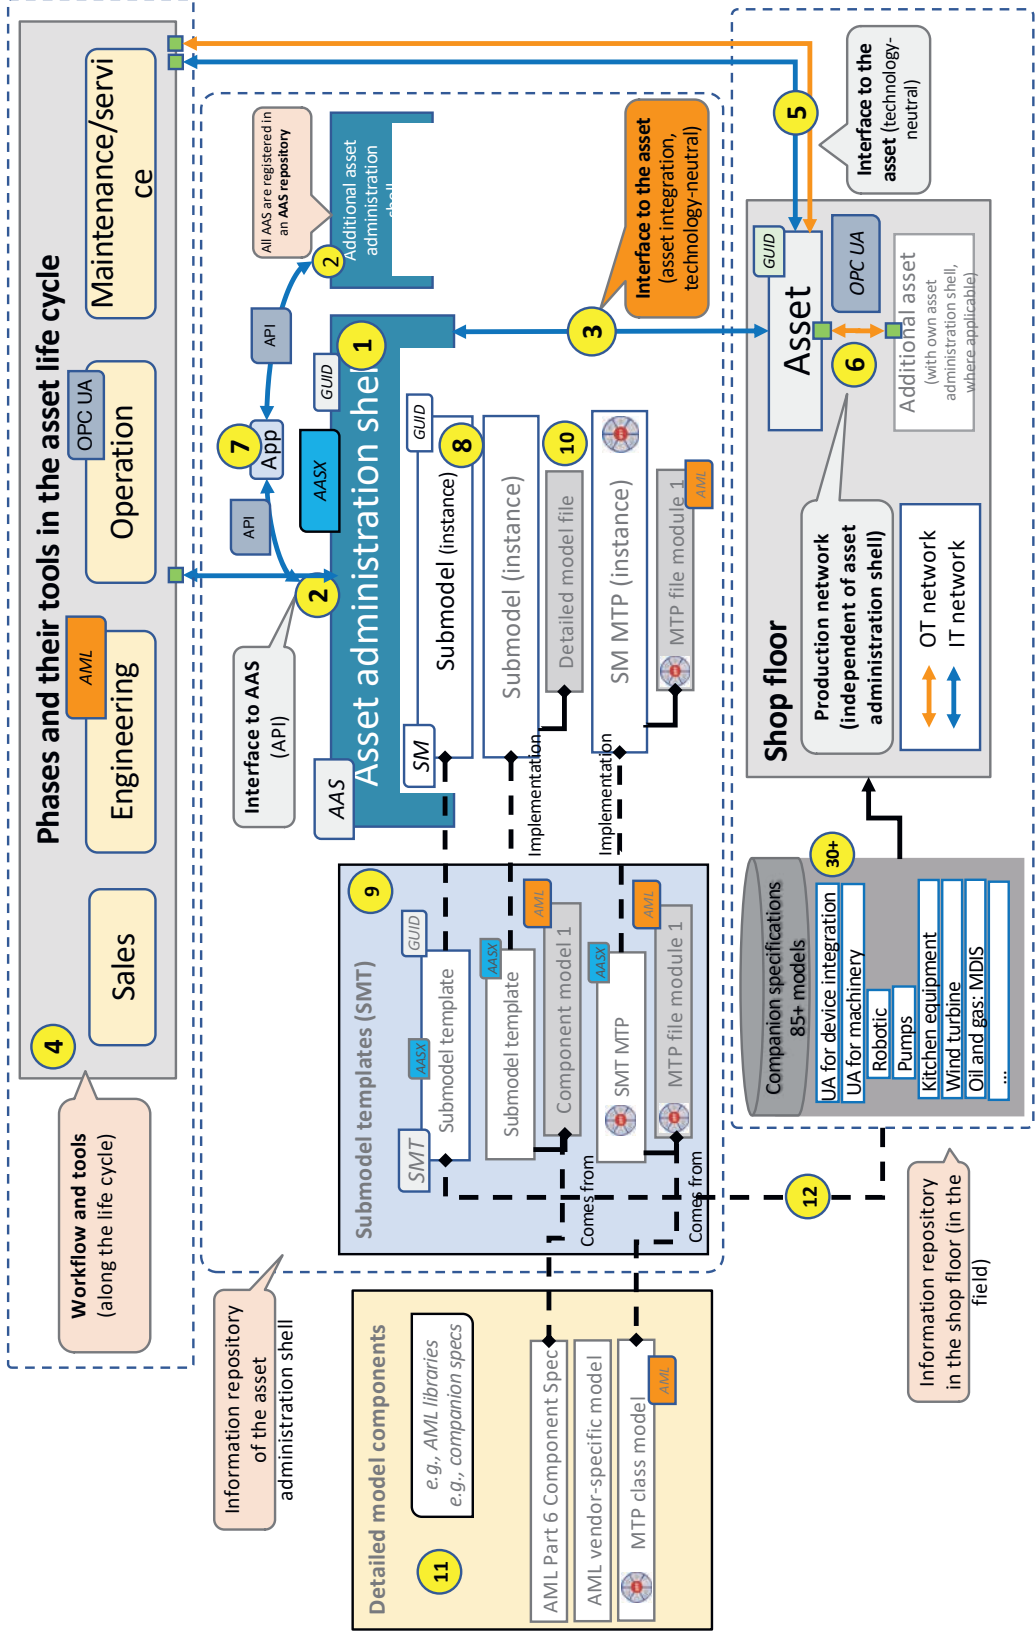 Phases and their tools in the asset life cycle
4
Sales
Engineering
AML
Operation
OPC UA
Maintenance/servi
ce
Workflow and tools
(along the life cycle)
Information repository
of the asset
administration shell
Interface to AAS
(API)
2
API
7
App
API
2
All AAS are registered in
an AAS repository
Additional asset
administration
AAS
AASX
GUID
1
Asset administration shell
SM
GUID
Submodel (instance)
8
Submodel (instance)
Detailed model file
10
SM MTP (instance)
MTP file module 1
AML
Implementation
Implementation
3
Interface to the asset
(asset integration,
technology-neutral)
Submodel templates (SMT)
9
SMT
AASX
GUID
Submodel template
AASX
Submodel template
Component model 1
AML
AASX
SMT MTP
MTP file module 1
AML
Comes from
Comes from
Detailed model components
11
e.g., AML libraries
e.g., companion specs
AML Part 6 Component Spec
AML vendor-specific model
MTP class model
AML
12
Information repository
in the shop floor (in the
field)
Companion specifications
85+ models
30+
UA for device integration
UA for machinery
Robotic
Pumps
Kitchen equipment
Wind turbine
Oil and gas: MDIS
...
Shop floor
Production network
(independent of asset
administration shell)
OT network
IT network
GUID
Asset
OPC UA
6
Additional asset
(with own asset
administration shell,
where applicable)
5
Interface to the
asset (technology-
neutral)